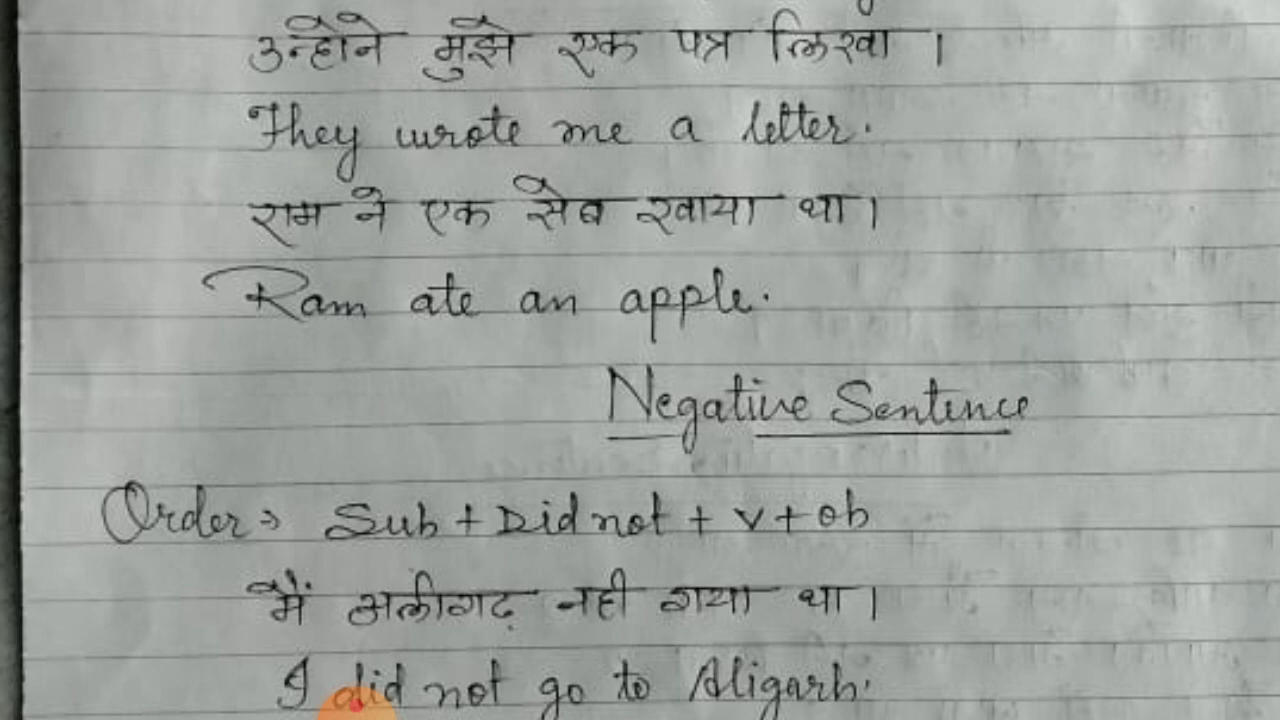 उन्होंने मुझे एक पत्र लिखा ।
They wrote me a letter.
राम ने एक सेब खाया था ।
Ram ate an apple.
Negative Sentence
Order⇒ Sub + Did not + V + ob
मैं अलीगढ़ नही गया था ।
I did not go to Aligarh.